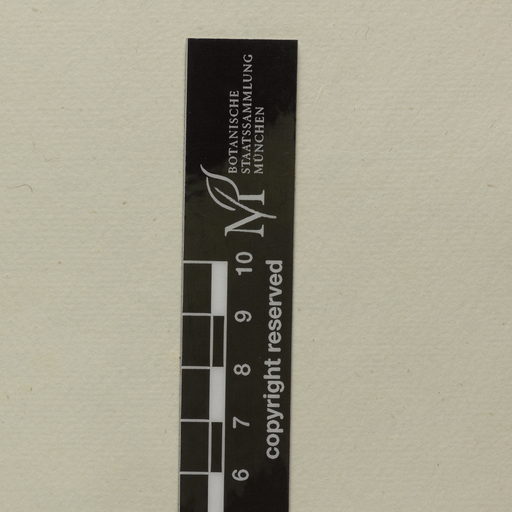 BOTANISCHE
STAATSSAMMLUNG
MÜNCHEN
M
10
9
8
7
6
copyright reserved